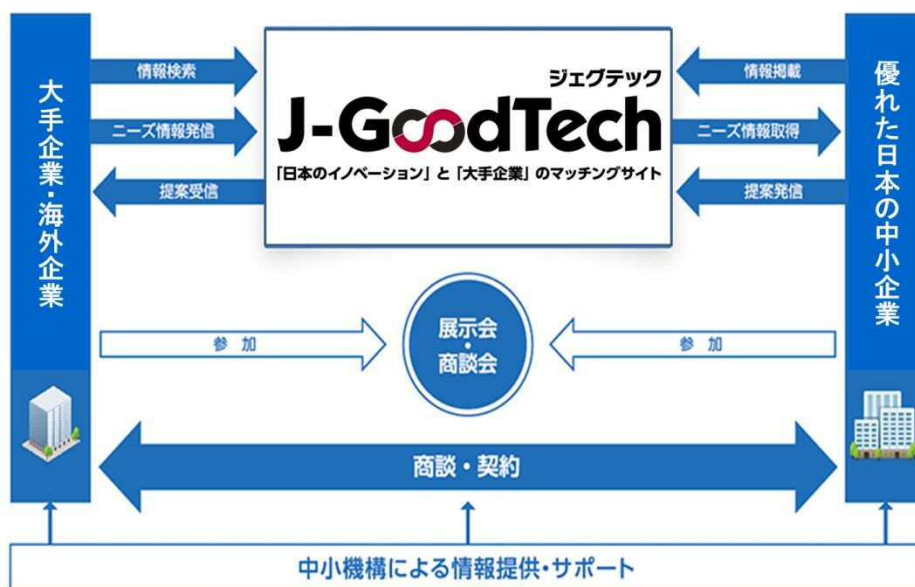 大手企業・海外企業
情報検索
ニーズ情報発信
提案受信
ジェグテック
J-GoodTech
「日本のイノベーション」と「大手企業」のマッチングサイト
情報掲載
ニーズ情報取得
提案発信
優れた日本の中小企業
参加
展示会
・
商談会
参加
商談・契約
中小機構による情報提供・サポート